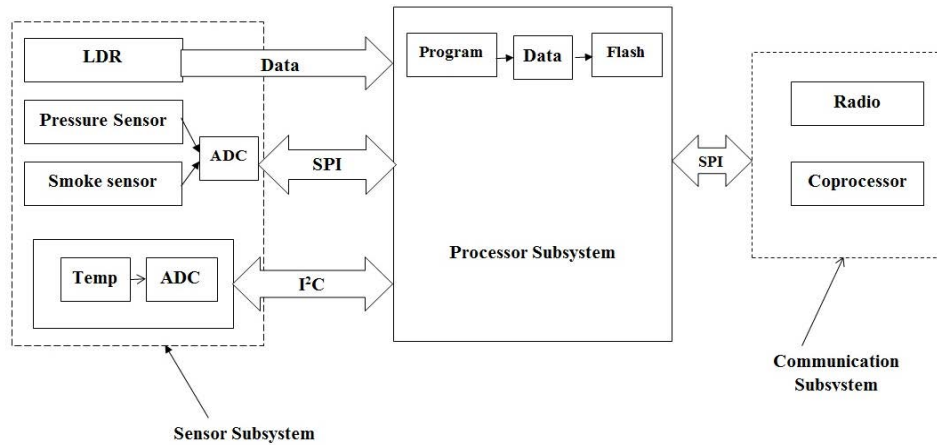 LDR
Data
Pressure Sensor
Smoke sensor
ADC
SPI
Temp
ADC
I²C
Program
Data
Flash
Processor Subsystem
SPI
Radio
Coprocessor
Communication
Subsystem
Sensor Subsystem